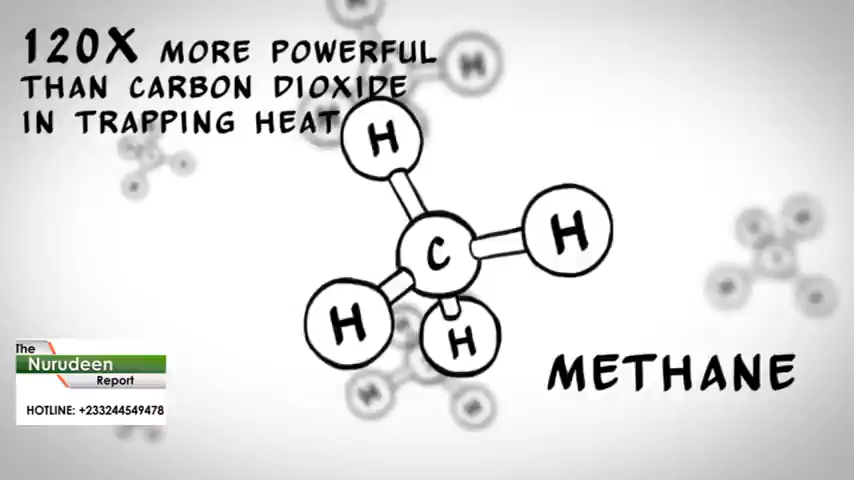 120X MORE POWERFUL
THAN CARBON DIOXIDE
IN TRAPPING HEAT
H
H
H
C
H
H
H
METHANE
The
Nurudeen
Report
HOTLINE: +233244549478
H